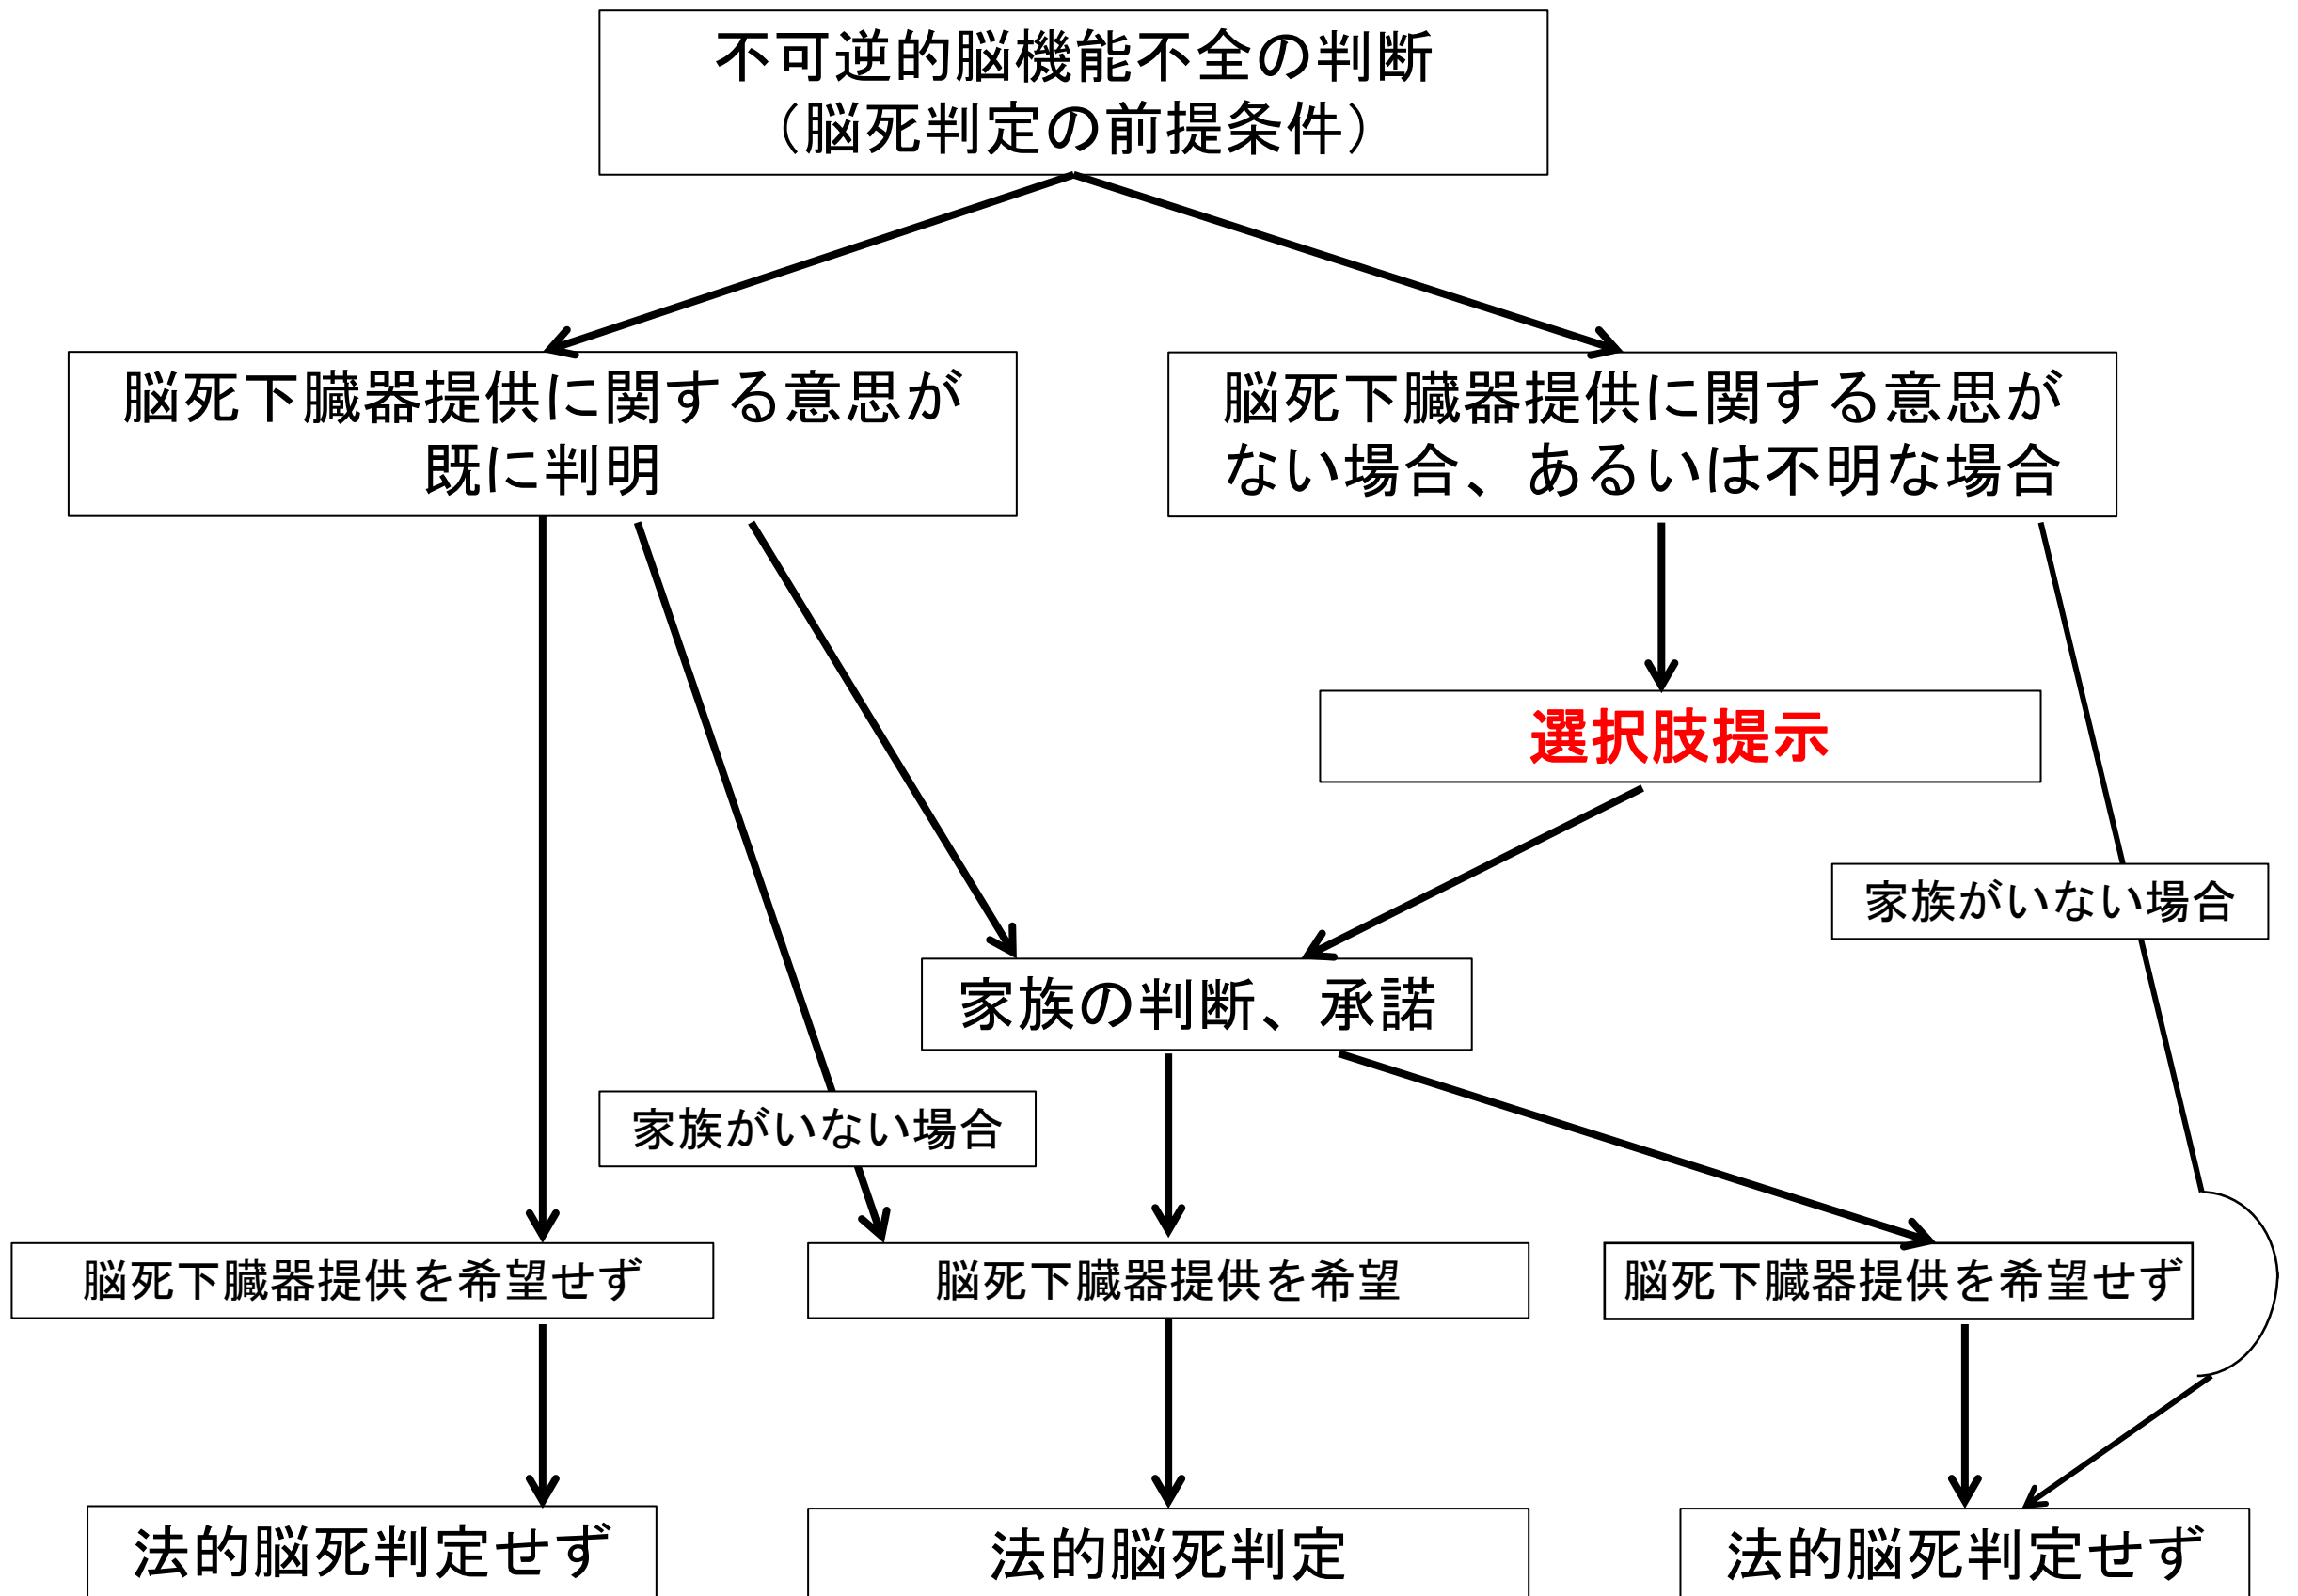 不可逆的脳機能不全の判断
（脳死判定の前提条件）
脳死下臓器提供に関する意思が
既に判明
脳死下臓器提供に関する意思が
ない場合、あるいは不明な場合
選択肢提示
家族がいない場合
家族の判断、承諾
家族がいない場合
脳死下臓器提供を希望せず
脳死下臓器提供を希望
脳死下臓器提供を希望せず
法的脳死判定せず
法的脳死判定
法的脳死判定せず